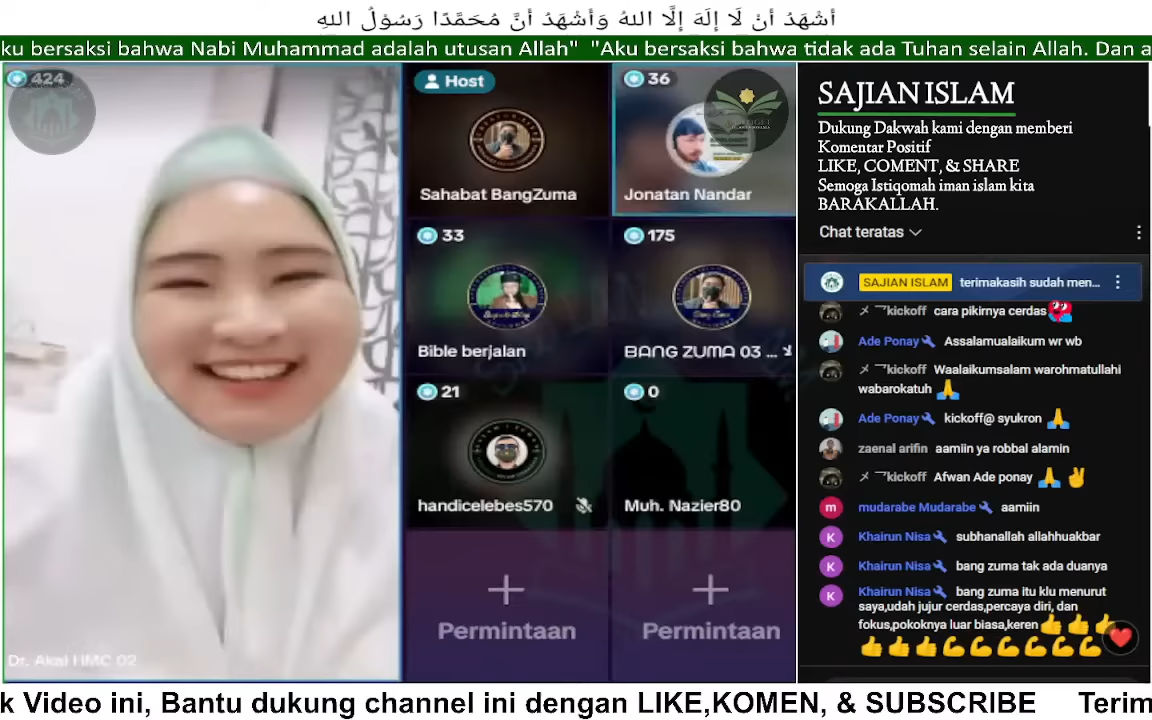 أشْهَدُ أنْ لَا إلَهَ إلَّا اللهُ وَأشْهَدُ أنَّ مُحَمَّدًا رَسُوْلُ اللهِ
ku bersaksi bahwa Nabi Muhammad adalah utusan Allah" "Aku bersaksi bahwa tidak ada Tuhan selain Allah. Dan a
424
Dr. Akal HMC 02
Host
Sahabat BangZuma
36
Jonatan Nandar
33
Bible berjalan
175
BANG ZUMA 03 ...
21
handicelebes570
0
Muh. Nazier80
Permintaan
Permintaan
SAJIAN ISLAM
Dukung Dakwah kami dengan memberi
Komentar Positif
LIKE, COMENT, & SHARE
Semoga Istiqomah iman islam kita
BARAKALLAH.
Chat teratas
SAJIAN ISLAM terimakasih sudah men...
kickoff cara pikirnya cerdas💘
Ade Ponay Assalamualaikum wr wb
kickoff Waalaikumsalam warohmatullahi
wabarokatuh 🙏
Ade Ponay kickoff@ syukron 🙏
zaenal arifin aamiin ya robbal alamin
kickoff Afwan Ade ponay 🙏 ✌
m mudarabe Mudarabe aamiin
K Khairun Nisa subhanallah allahhuakbar
K Khairun Nisa bang zuma tak ada duanya
K Khairun Nisa bang zuma itu klu menurut
saya,udah jujur cerdas,percaya diri, dan
fokus,pokoknya luar biasa,keren👍👍👍
👍👍👍💪💪💪💪💪💪
k Video ini, Bantu dukung channel ini dengan LIKE,KOMEN, & SUBSCRIBE Terim